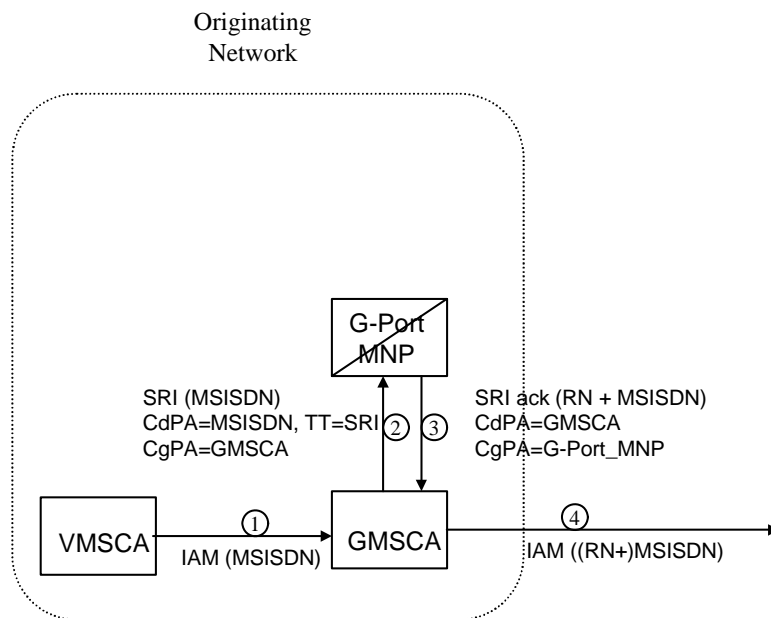 Originating
Network
G-Port
MNP
SRI (MSISDN)
CdPA=MSISDN, TT=SRI
CgPA=GMSCA
2
3
SRI ack (RN + MSISDN)
CdPA=GMSCA
CgPA=G-Port_MNP
VMSCA
1
IAM (MSISDN)
GMSCA
4
IAM ((RN+)MSISDN)